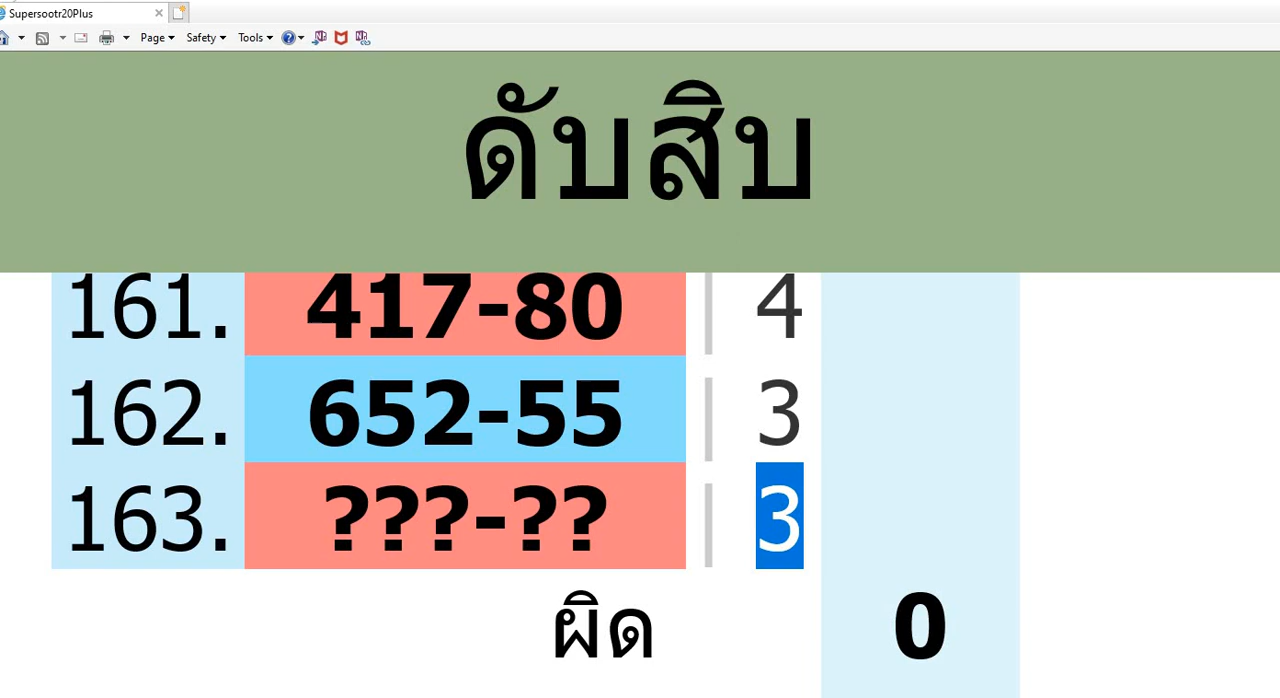 Supersootr20Plus
Page Safety Tools
ดับสิบ
161. 417-80 | 4
162. 652-55 | 3
163. ???-?? | 3
ผิด 0